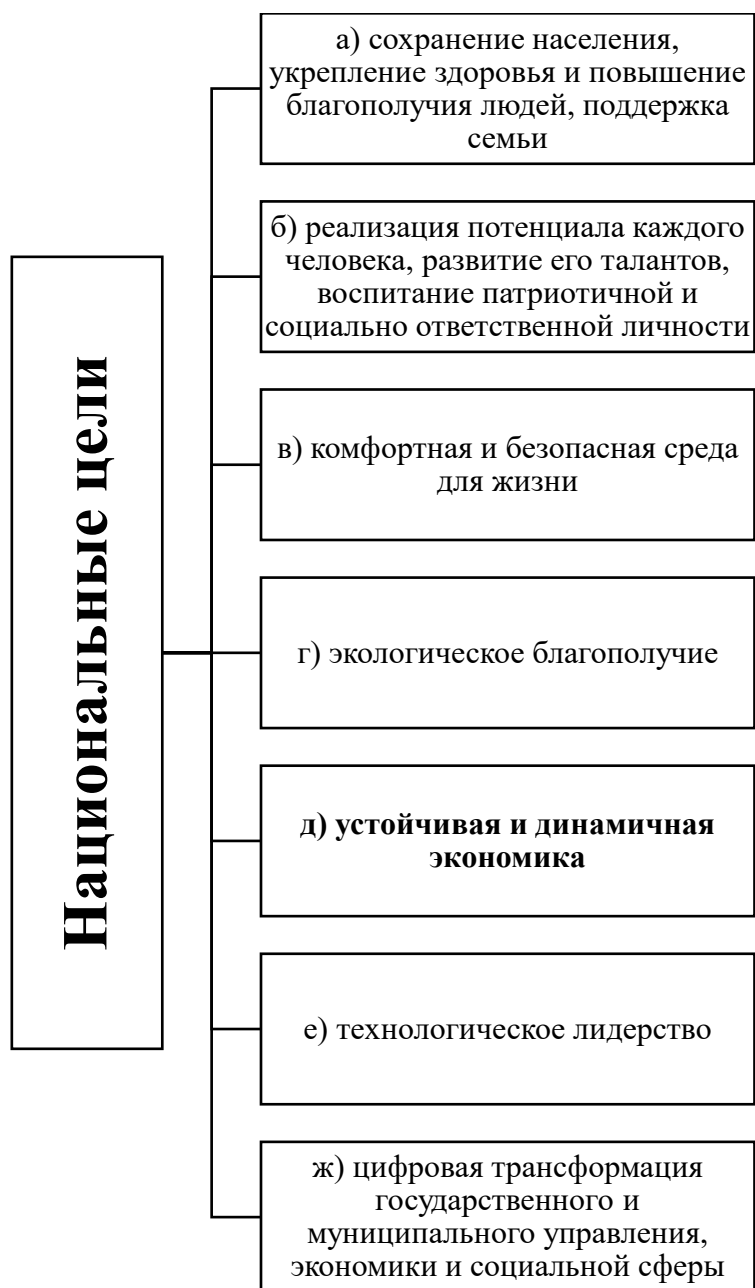 Национальные цели
а) сохранение населения,
укрепление здоровья и повышение
благополучия людей, поддержка
семьи
б) реализация потенциала каждого
человека, развитие его талантов,
воспитание патриотичной и
социально ответственной личности
в) комфортная и безопасная среда
для жизни
г) экологическое благополучие
д) устойчивая и динамичная
экономика
е) технологическое лидерство
ж) цифровая трансформация
государственного и
муниципального управления,
экономики и социальной сферы